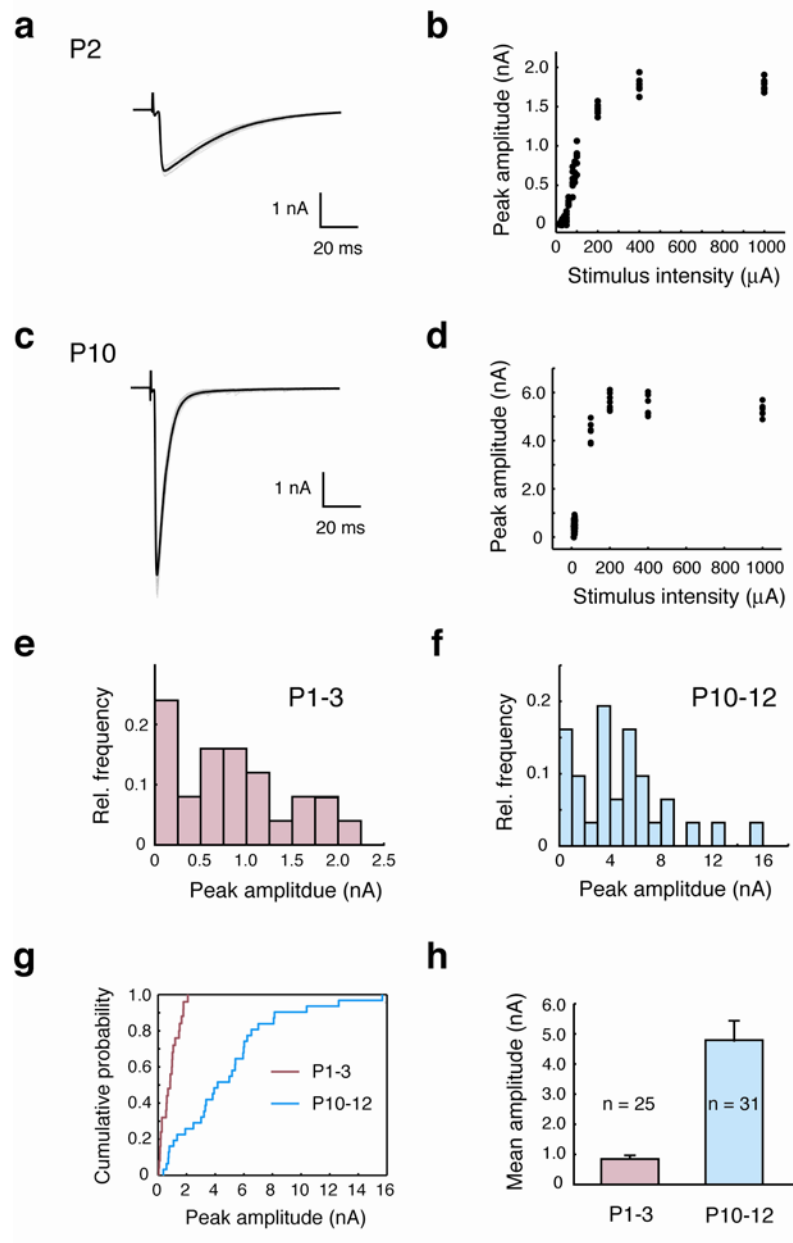 a
P2
1 nA
20 ms
b
Peak amplitude (nA)
2.0
1.5
1.0
0.5
0
0 200 400 600 800 1000
Stimulus intensity (μA)
c
P10
1 nA
20 ms
d
Peak amplitude (nA)
6.0
4.0
2.0
0
0 200 400 600 800 1000
Stimulus intensity (μA)
e
P1-3
Rel. frequency
0.2
0.1
0
0 0.5 1.0 1.5 2.0 2.5
Peak amplitdue (nA)
f
P10-12
Rel. frequency
0.2
0.1
0
0 4 8 12 16
Peak amplitdue (nA)
g
Cumulative probability
1.0
0.8
0.6
0.4
0.2
0
P1-3
P10-12
0 2 4 6 8 10 12 14 16
Peak amplitude (nA)
h
Mean amplitude (nA)
6.0
5.0
4.0
3.0
2.0
1.0
0
n = 25
n = 31
P1-3 P10-12